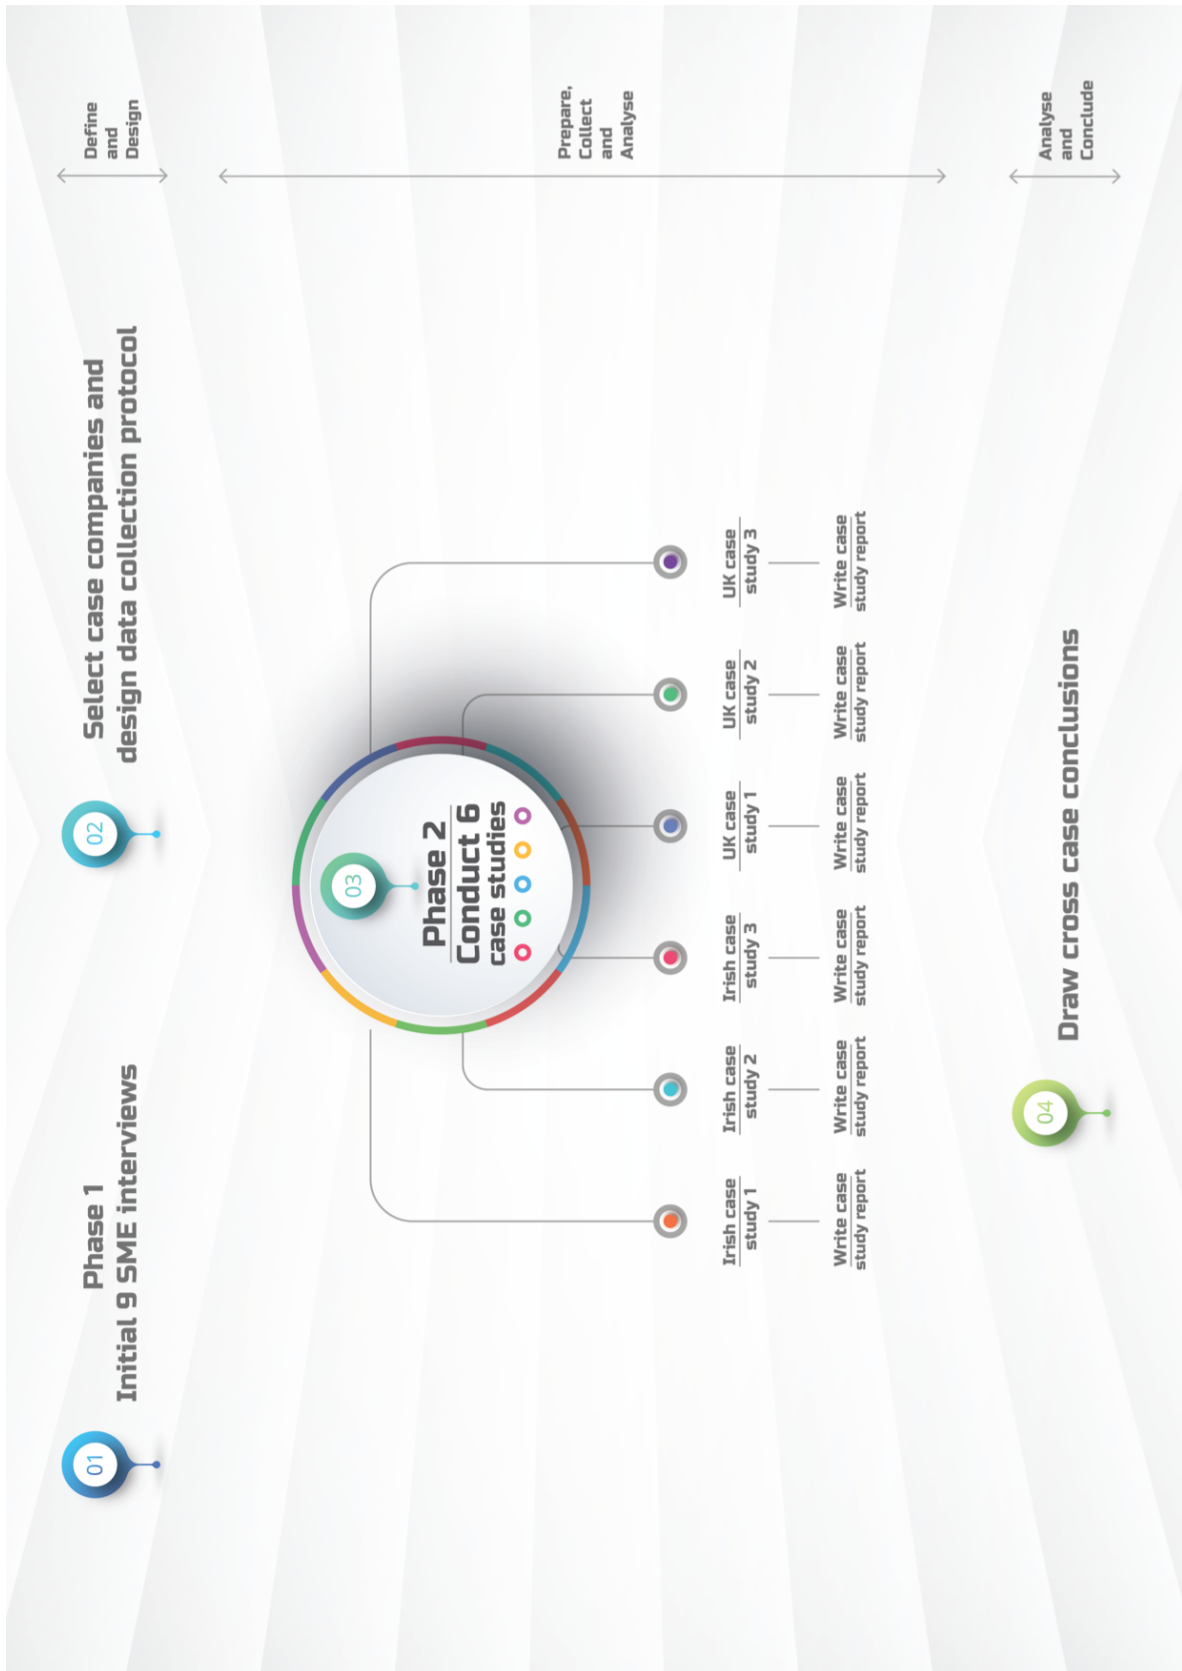 01
Phase 1
Initial 9 SME interviews
02
Select case companies and
design data collection protocol
Define
and
Design
03
Phase 2
Conduct 6
case studies
Prepare,
Collect
and
Analyse
Irish case
study 1
Irish case
study 2
Irish case
study 3
UK case
study 1
UK case
study 2
UK case
study 3
Write case
study report
Write case
study report
Write case
study report
Write case
study report
Write case
study report
Write case
study report
04
Draw cross case conclusions
Analyse
and
Conclude